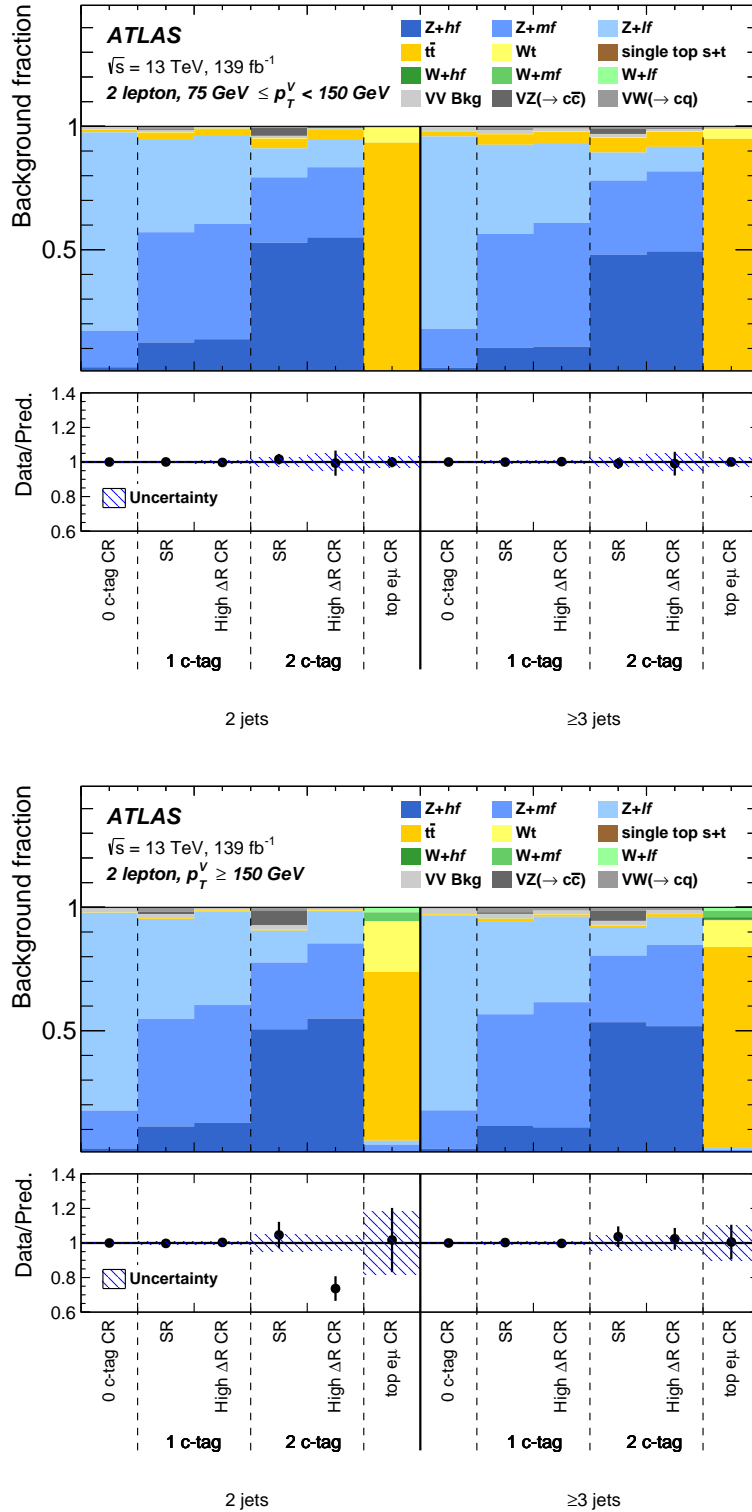 ATLAS
√s = 13 TeV, 139 fb⁻¹
2 lepton, 75 GeV ≤ p_T^V < 150 GeV
Z+hf Z+mf Z+lf
tt̄ Wt single top s+t
W+hf W+mf W+lf
VV Bkg VZ(→ cc̄) VW(→ cq)
Background fraction
1
0.5
Data/Pred.
1.4
1.2
1.0
0.8
0.6
Uncertainty
0 c-tag CR
SR
High ΔR CR
SR
High ΔR CR
top eμ CR
0 c-tag CR
SR
High ΔR CR
SR
High ΔR CR
top eμ CR
1 c-tag 2 c-tag 1 c-tag 2 c-tag
2 jets ≥3 jets
ATLAS
√s = 13 TeV, 139 fb⁻¹
2 lepton, p_T^V ≥ 150 GeV
Z+hf Z+mf Z+lf
tt̄ Wt single top s+t
W+hf W+mf W+lf
VV Bkg VZ(→ cc̄) VW(→ cq)
Background fraction
1
0.5
Data/Pred.
1.4
1.2
1.0
0.8
0.6
Uncertainty
0 c-tag CR
SR
High ΔR CR
SR
High ΔR CR
top eμ CR
0 c-tag CR
SR
High ΔR CR
SR
High ΔR CR
top eμ CR
1 c-tag 2 c-tag 1 c-tag 2 c-tag
2 jets ≥3 jets